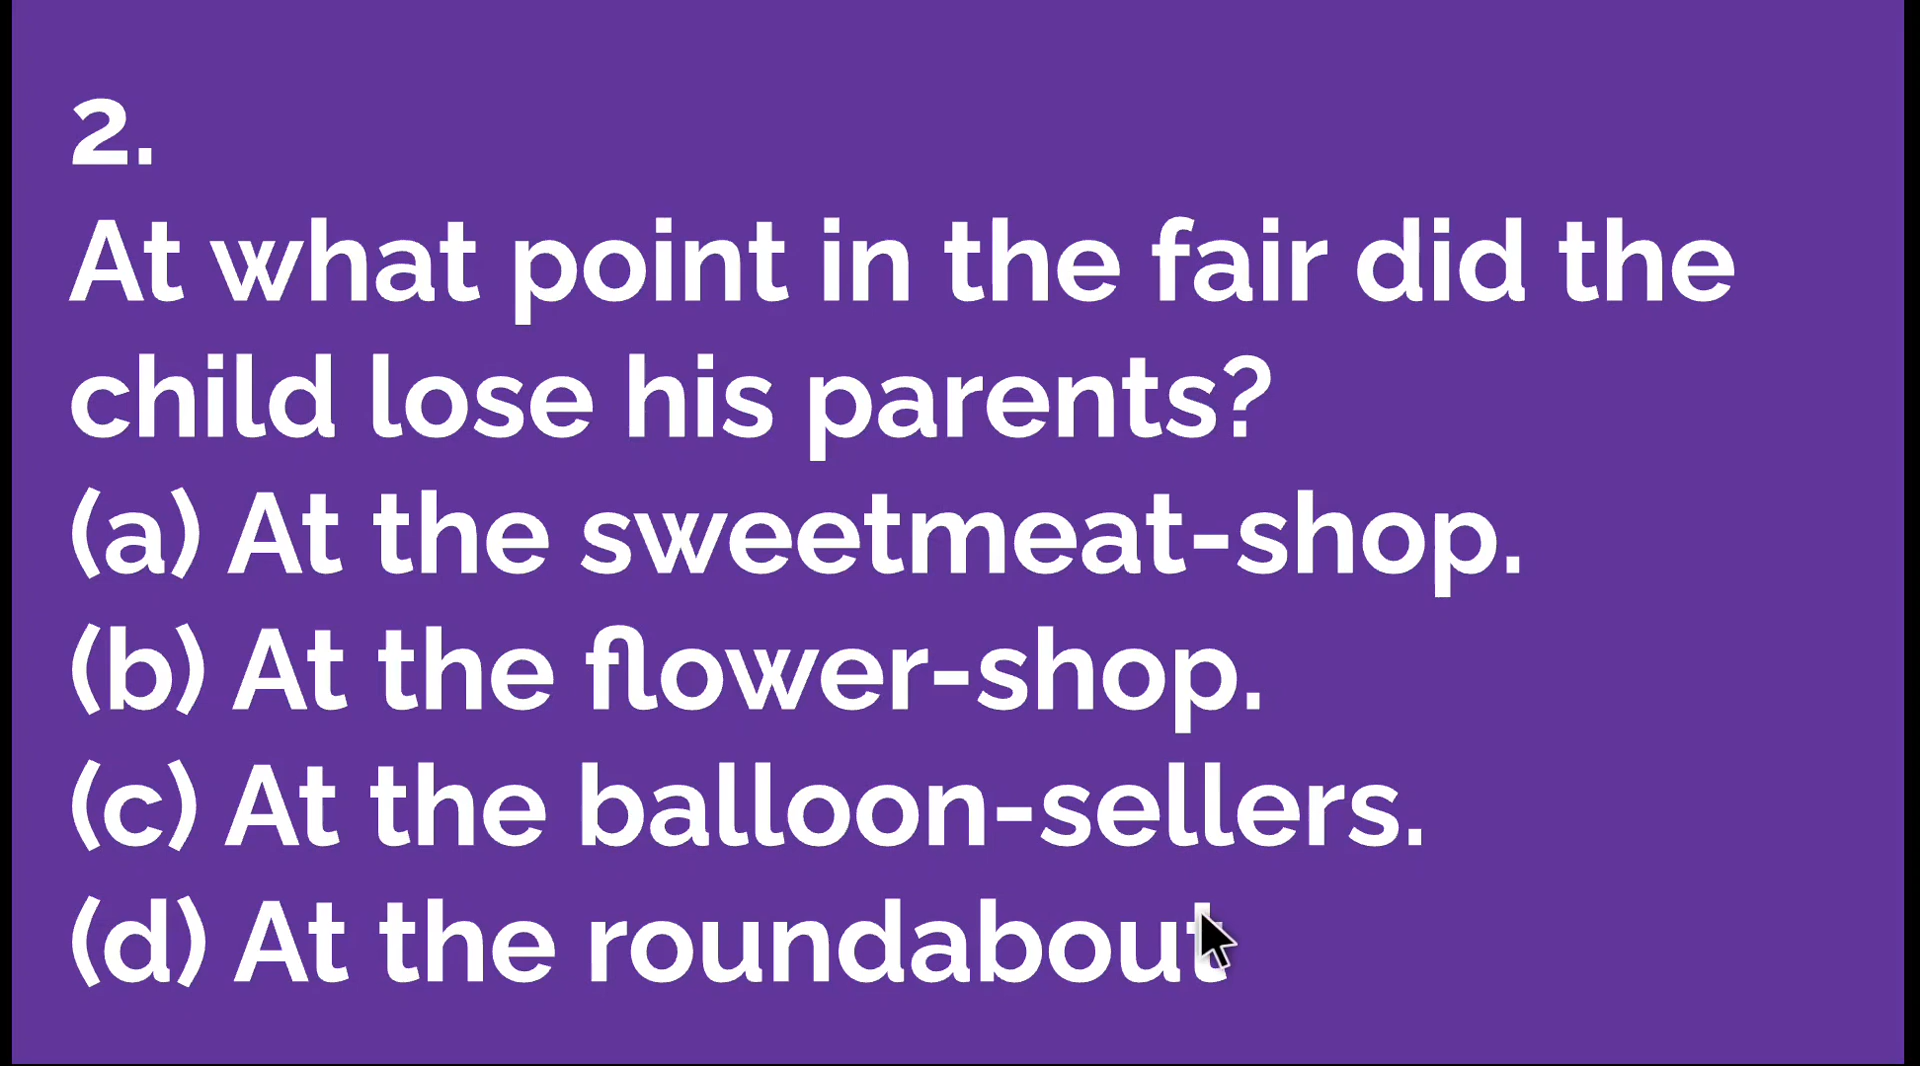 2.
At what point in the fair did the
child lose his parents?
(a) At the sweetmeat-shop.
(b) At the flower-shop.
(c) At the balloon-sellers.
(d) At the roundabout